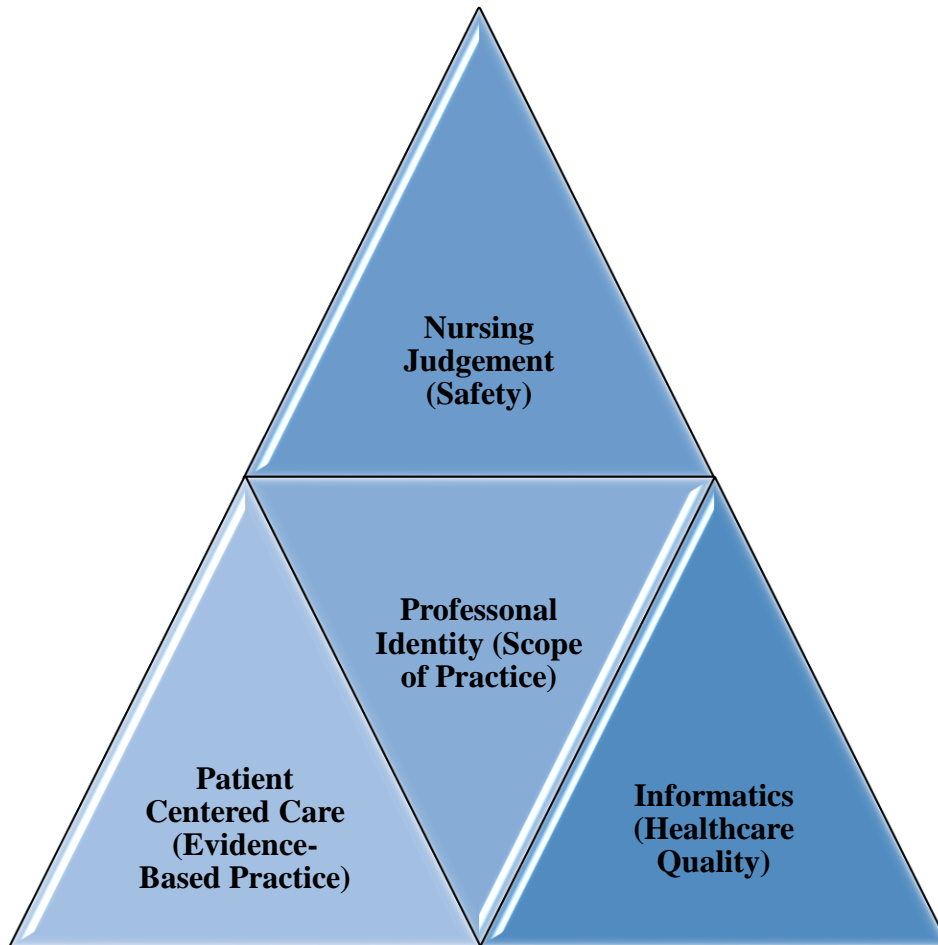 Nursing
Judgement
(Safety)
Professonal
Identity (Scope
of Practice)
Patient
Centered Care
(Evidence-
Based Practice)
Informatics
(Healthcare
Quality)